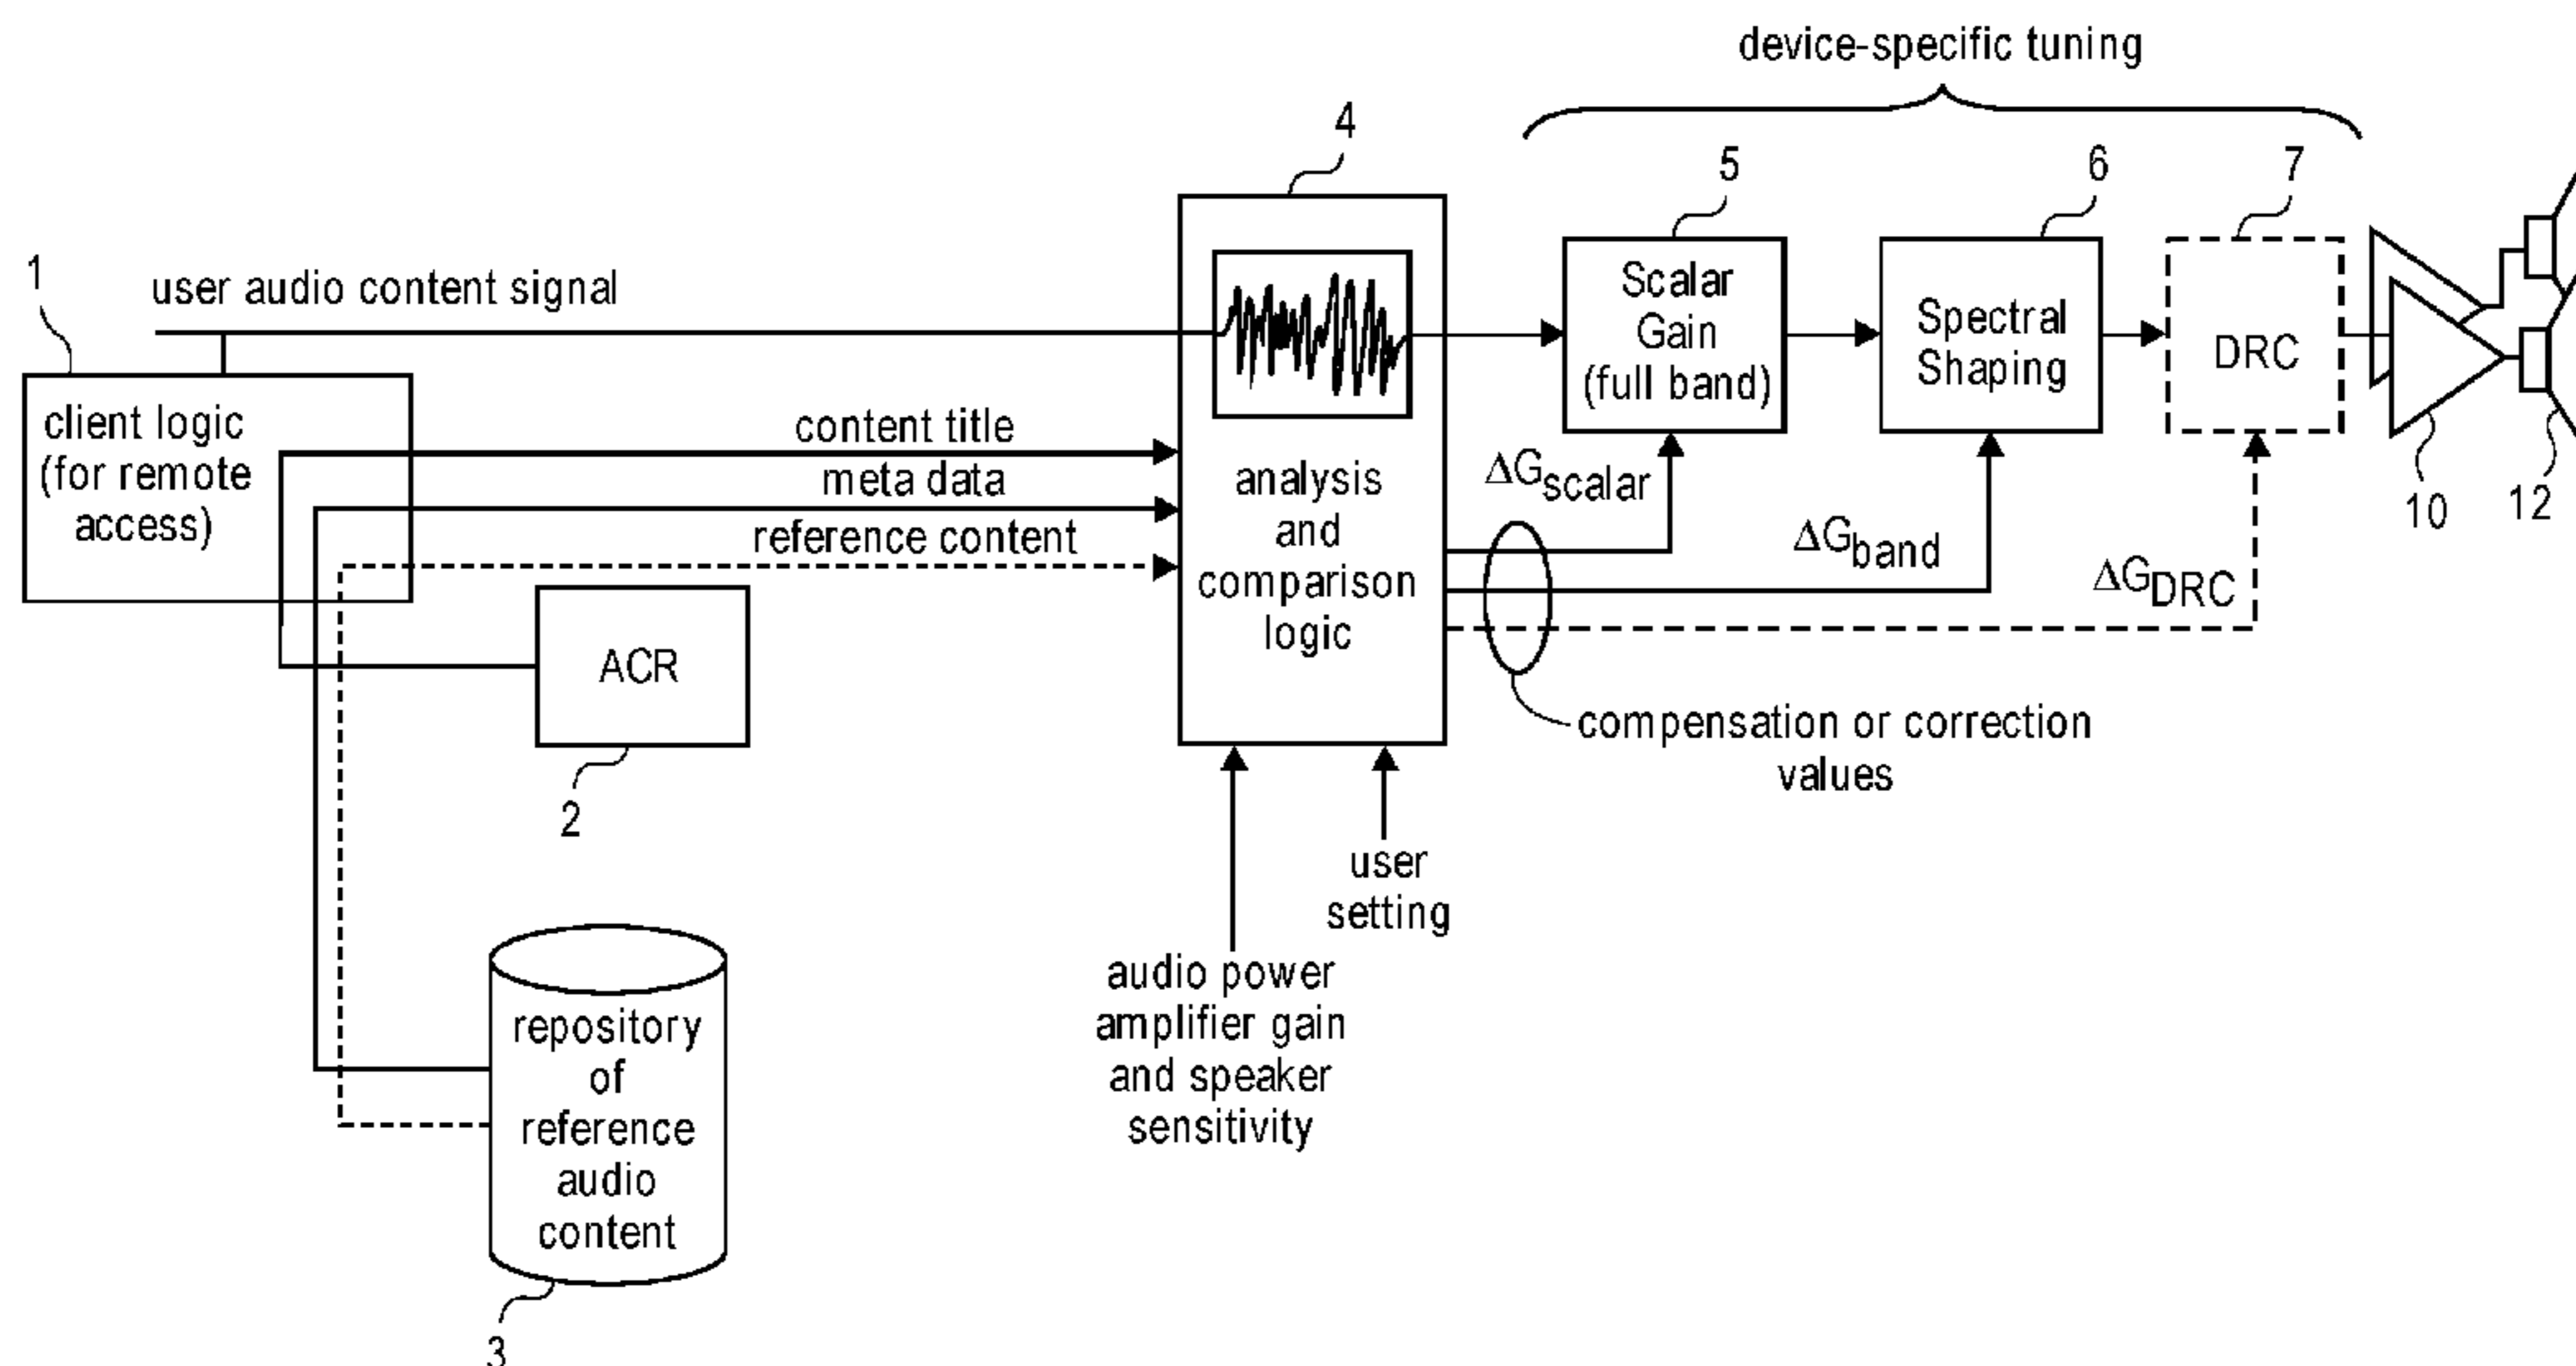 device-specific tuning
4
5
6
7
1
user audio content signal
Scalar
Gain
(full band)
Spectral
Shaping
DRC
client logic
(for remote
access)
content title
meta data
reference content
analysis
and
comparison
logic
ΔGscalar
ΔGband
ΔGDRC
10
12
ACR
2
compensation or correction
values
user
setting
audio power
amplifier gain
and speaker
sensitivity
repository
of
reference
audio
content
3